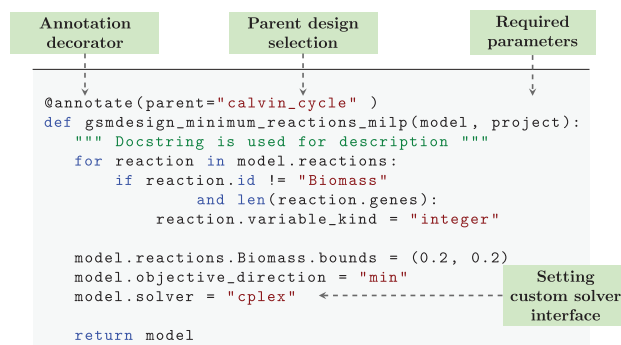 Annotation
decorator
Parent design
selection
Required
parameters
@annotate(parent="calvin_cycle" )
def gsmdesign_minimum_reactions_milp(model, project):
""" Docstring is used for description """
for reaction in model.reactions:
if reaction.id != "Biomass"
and len(reaction.genes):
reaction.variable_kind = "integer"
model.reactions.Biomass.bounds = (0.2, 0.2)
model.objective_direction = "min"
model.solver = "cplex"
Setting
custom solver
interface
return model